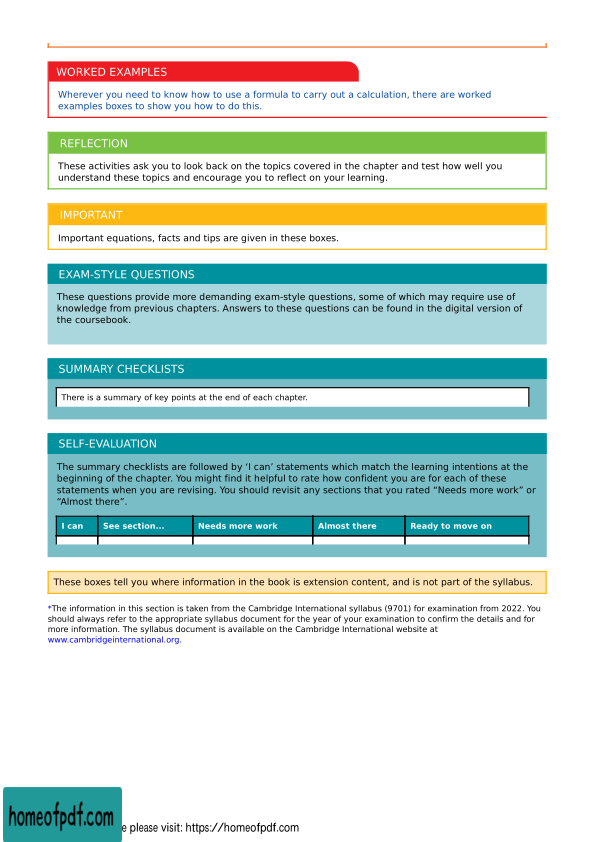 WORKED EXAMPLES
Wherever you need to know how to use a formula to carry out a calculation, there are worked
examples boxes to show you how to do this.
REFLECTION
These activities ask you to look back on the topics covered in the chapter and test how well you
understand these topics and encourage you to reflect on your learning.
IMPORTANT
Important equations, facts and tips are given in these boxes.
EXAM-STYLE QUESTIONS
These questions provide more demanding exam-style questions, some of which may require use of
knowledge from previous chapters. Answers to these questions can be found in the digital version of
the coursebook.
SUMMARY CHECKLISTS
There is a summary of key points at the end of each chapter.
SELF-EVALUATION
The summary checklists are followed by ‘I can’ statements which match the learning intentions at the
beginning of the chapter. You might find it helpful to rate how confident you are for each of these
statements when you are revising. You should revisit any sections that you rated “Needs more work” or
“Almost there”.
I can See section... Needs more work Almost there Ready to move on
These boxes tell you where information in the book is extension content, and is not part of the syllabus.
*The information in this section is taken from the Cambridge International syllabus (9701) for examination from 2022. You
should always refer to the appropriate syllabus document for the year of your examination to confirm the details and for
more information. The syllabus document is available on the Cambridge International website at
www.cambridgeinternational.org.
homeofpdf.com
e please visit: https://homeofpdf.com